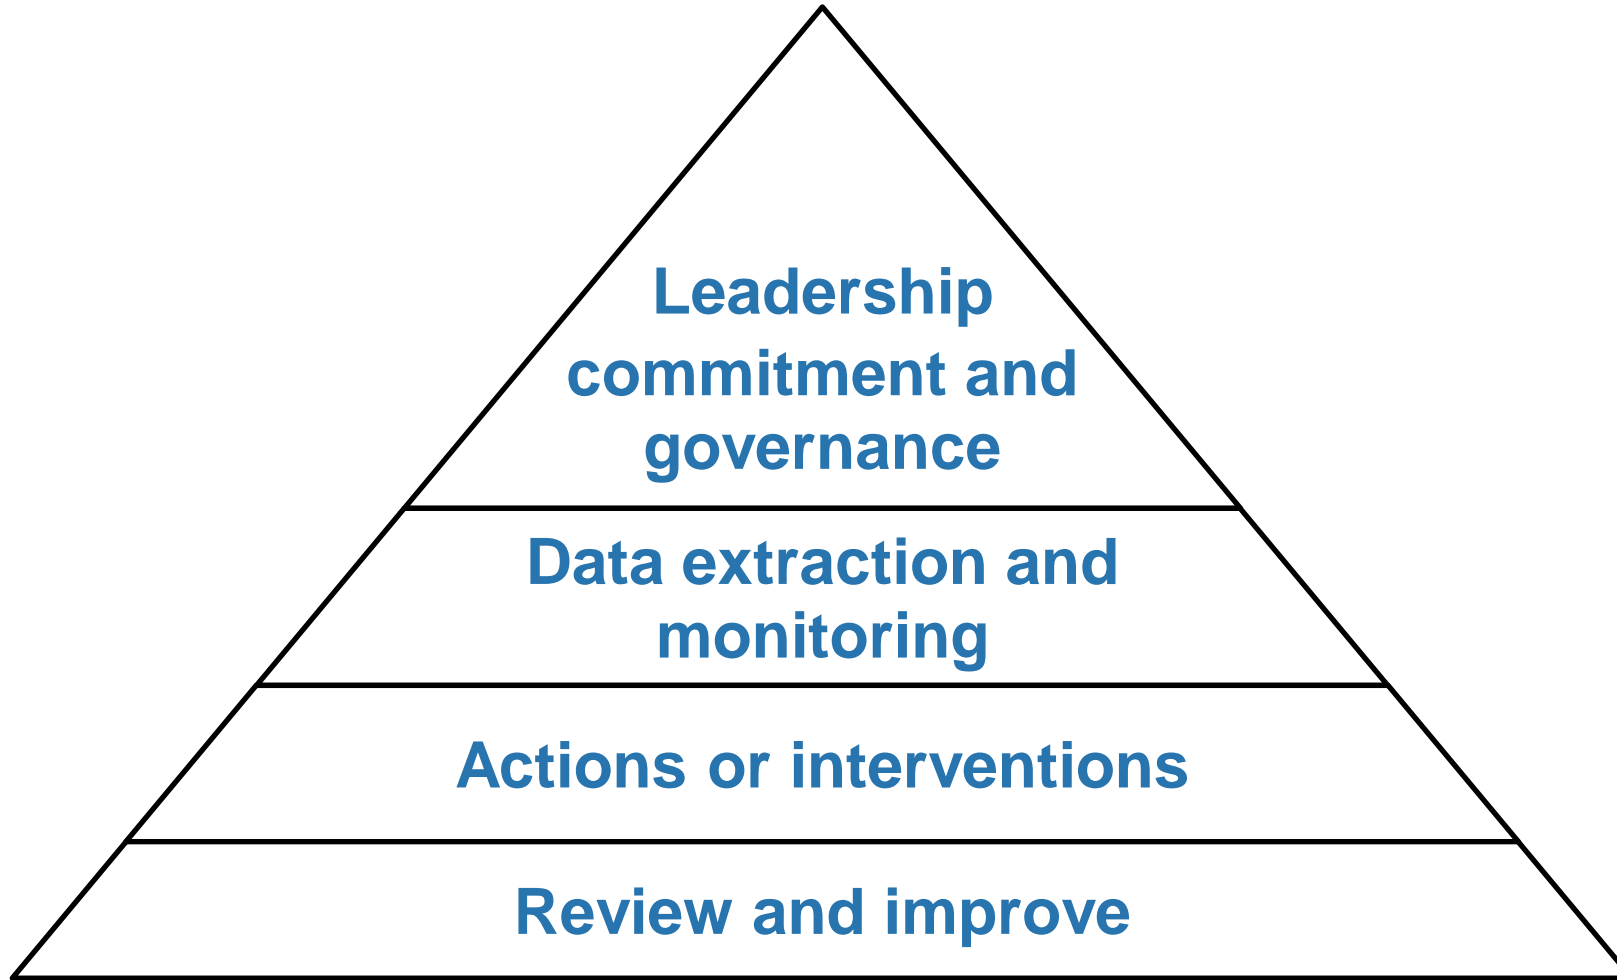 Leadership
commitment and
governance
Data extraction and
monitoring
Actions or interventions
Review and improve